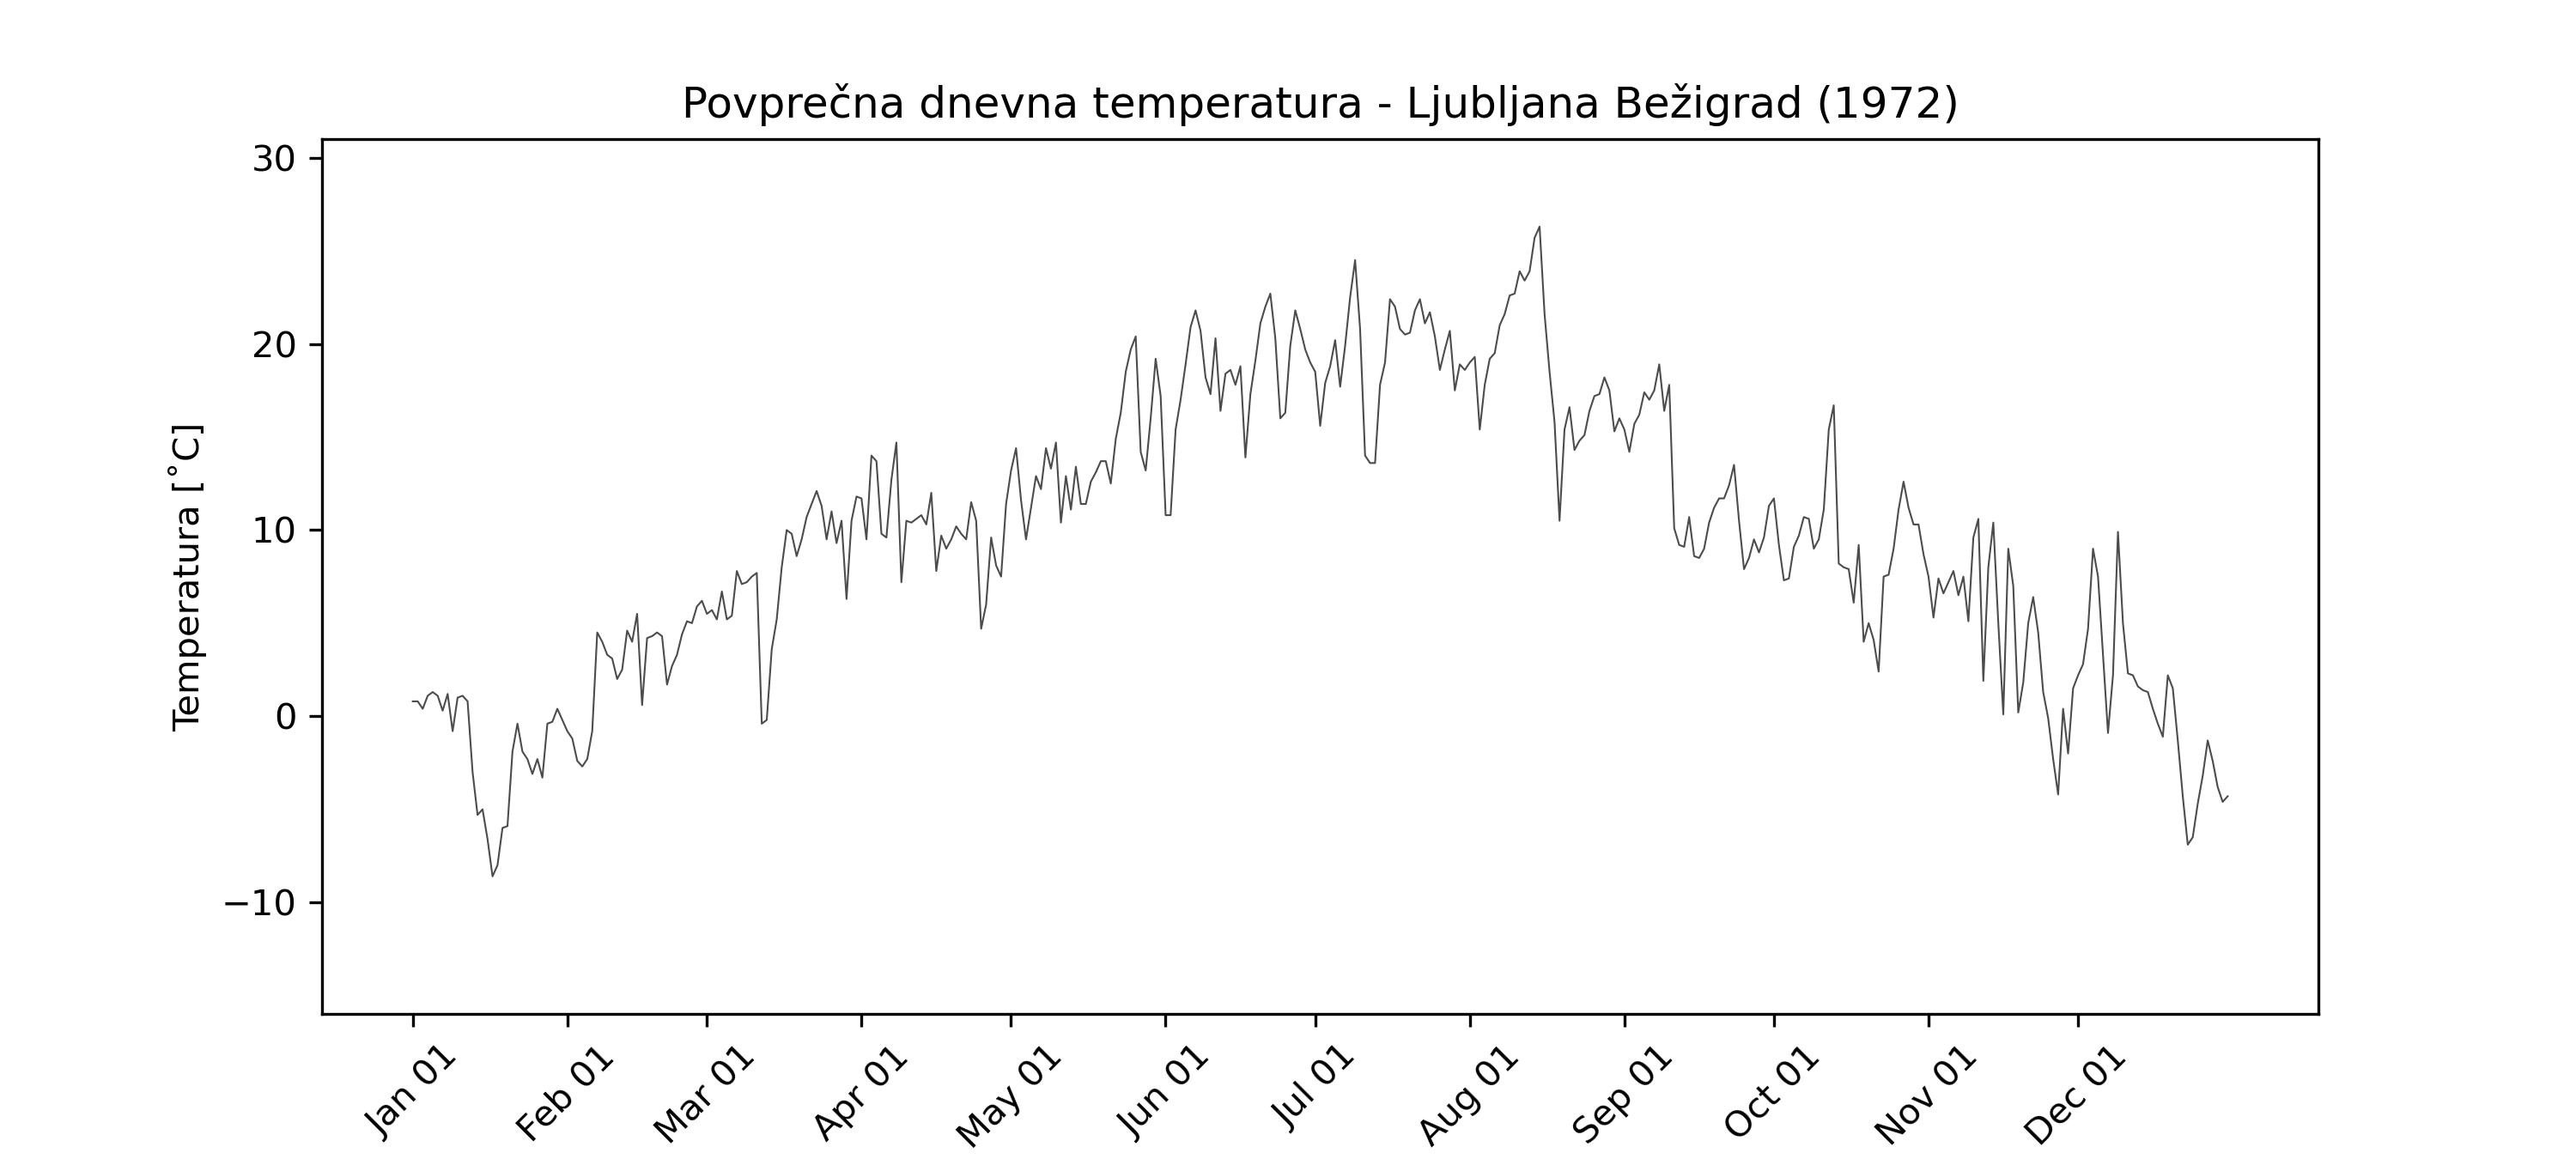 Povprečna dnevna temperatura - Ljubljana Bežigrad (1972)
Temperatura [˚C]
30
20
10
0
−10
Jan 01
Feb 01
Mar 01
Apr 01
May 01
Jun 01
Jul 01
Aug 01
Sep 01
Oct 01
Nov 01
Dec 01